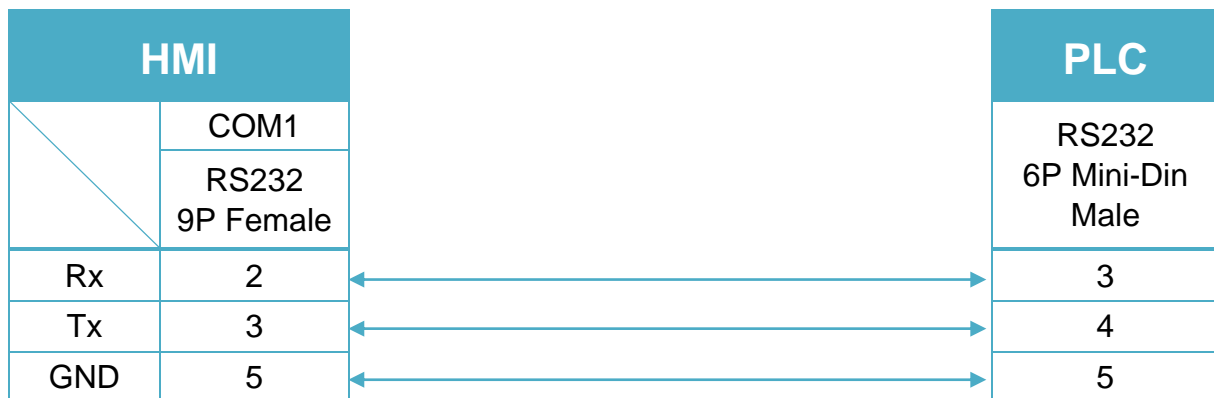 HMI
PLC
COM1
RS232
9P Female
RS232
6P Mini-Din
Male
Rx 2 3
Tx 3 4
GND 5 5